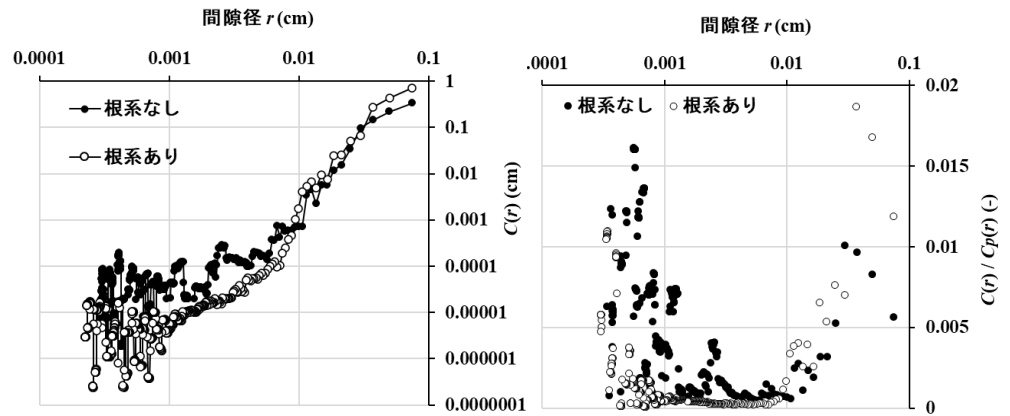 間隙径 r (cm)
0.0001 0.001 0.01 0.1
1
0.1
0.01
0.001
0.0001
0.00001
0.000001
0.0000001
C(r) (cm)
根系なし
根系あり
間隙径 r (cm)
.0001 0.001 0.01 0.1
0.02
0.015
0.01
0.005
0
C(r) / Cp(r) (-)
根系なし 根系あり